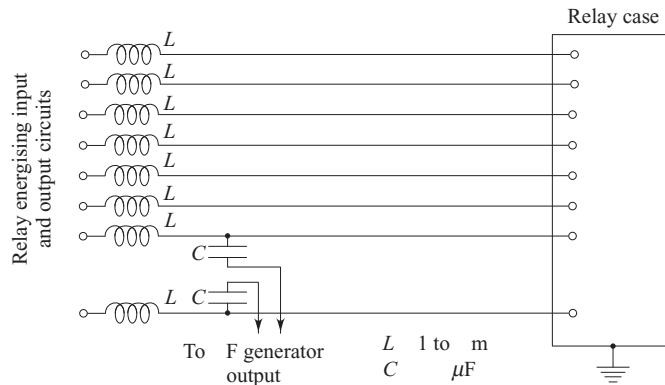 Relay case
Relay energising input
and output circuits
L
L
L
L
L
L
L
C
L C
To F generator
output
L 1 to m
C μF